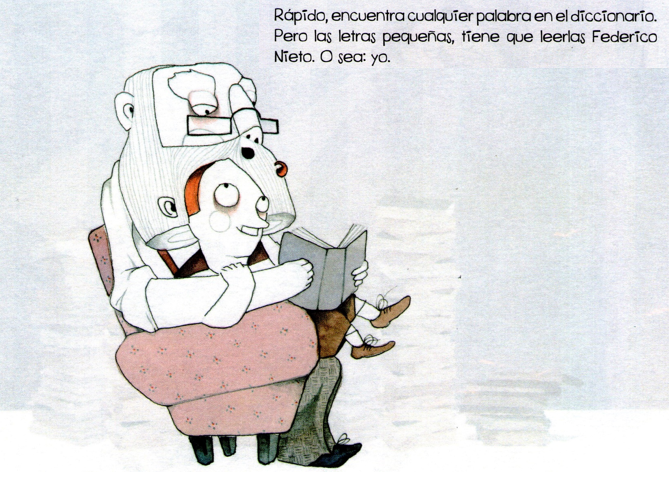 Rápido, encuentra cualquier palabra en el diccionario.
Pero las letras pequeñas, tiene que leerlas Federico
Nieto. O sea: yo.